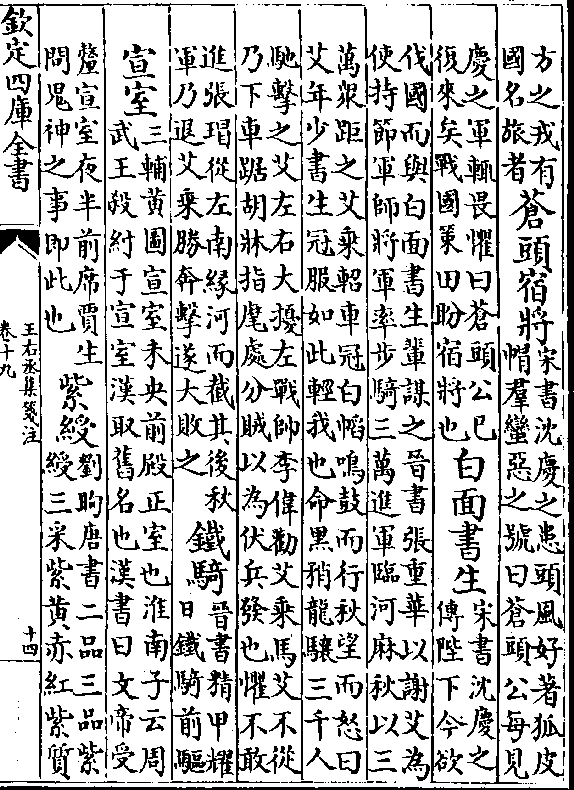 方之戎有
國名旅者
蒼頭宿將
宋書沈慶之患頭風好著狐皮
帽羣蠻惡之號曰蒼頭公每見
慶之軍輒畏懼曰蒼頭公已
復來矣戰國策田盼宿將也
白面書生
宋書沈慶之
傳陛下今欲
伐國而與白面書生輩謀之晉書張重華以謝艾為
使持節軍師將軍率步騎三萬進軍臨河麻秋以三
萬衆距之艾乘軺車冠白幍鳴鼓而行秋望而怒曰
艾年少書生冠服如此輕我也命黑矟龍驤三千人
馳擊之艾左右大擾左戰帥李偉勸艾乘馬艾不從
乃下車踞胡牀指麾處分賊以為伏兵發也懼不敢
進張瑁從左南緣河而截其後秋
軍乃退艾乘勝奔擊遂大敗之
鐵騎
晉書精甲耀
日鐵騎前驅
宣室
三輔黃圖宣室未央前殿正室也淮南子云周
武王殺紂于宣室漢取舊名也漢書曰文帝受
釐宣室夜半前席賈生
問鬼神之事即此也
紫綬
劉昫唐書二品三品紫
綬三采紫黃赤紅紫質
欽定四庫全書
王右丞集箋注
卷十九
十四